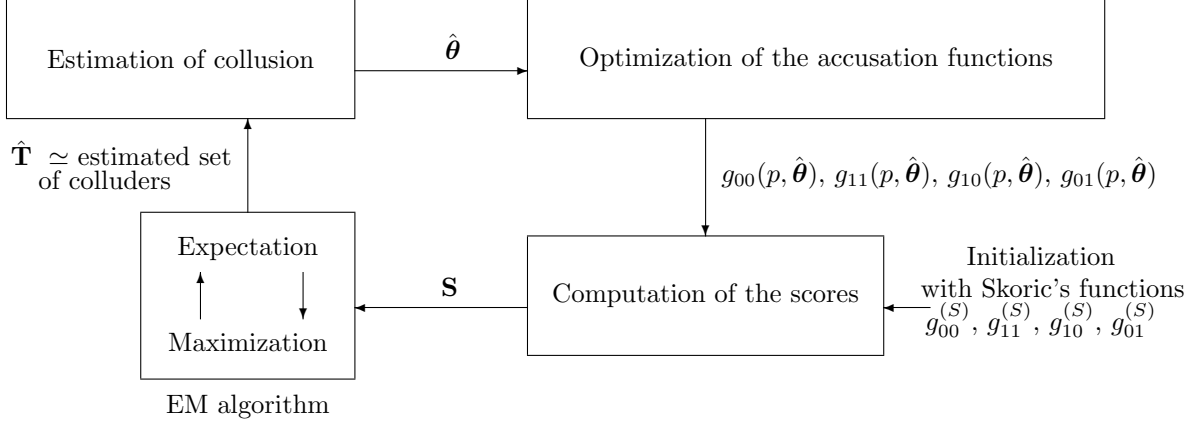 Estimation of collusion
θ̂
Optimization of the accusation functions
T̂ ≃ estimated set
of colluders
g₀₀(p, θ̂), g₁₁(p, θ̂), g₁₀(p, θ̂), g₀₁(p, θ̂)
Expectation
Maximization
EM algorithm
S
Computation of the scores
Initialization
with Skoric's functions
g₀₀^(S), g₁₁^(S), g₁₀^(S), g₀₁^(S)